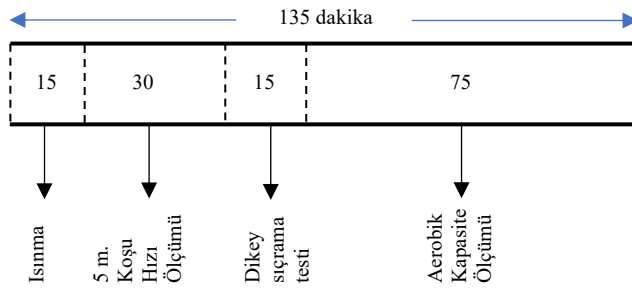 135 dakika
15
30
15
75
Isınma
5 m.
Koşu
Hızı
Ölçümü
Dikey
sıçrama
testi
Aerobik
Kapasite
Ölçümü